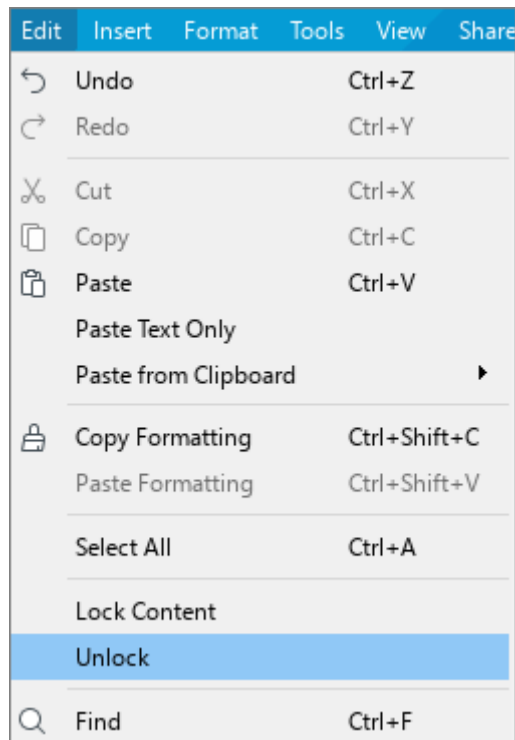 Edit Insert Format Tools View Share
Undo Ctrl+Z
Redo Ctrl+Y
Cut Ctrl+X
Copy Ctrl+C
Paste Ctrl+V
Paste Text Only
Paste from Clipboard
Copy Formatting Ctrl+Shift+C
Paste Formatting Ctrl+Shift+V
Select All Ctrl+A
Lock Content
Unlock
Find Ctrl+F